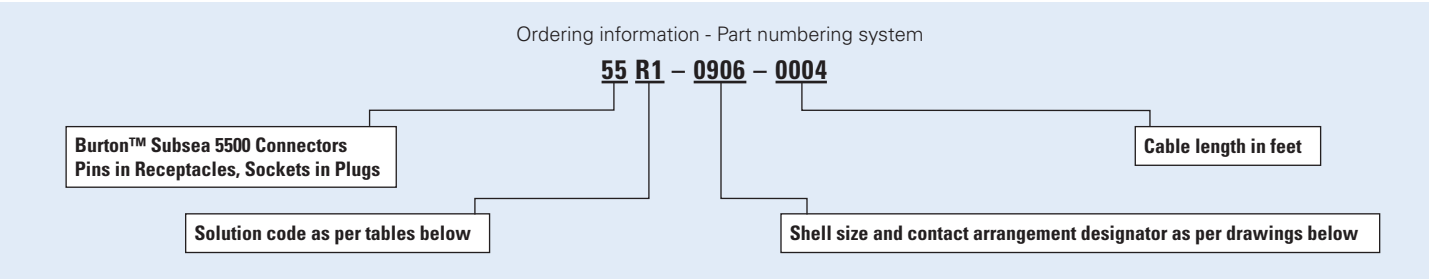 Ordering information - Part numbering system
55 R1 – 0906 – 0004
Burton™ Subsea 5500 Connectors
Pins in Receptacles, Sockets in Plugs
Cable length in feet
Solution code as per tables below
Shell size and contact arrangement designator as per drawings below